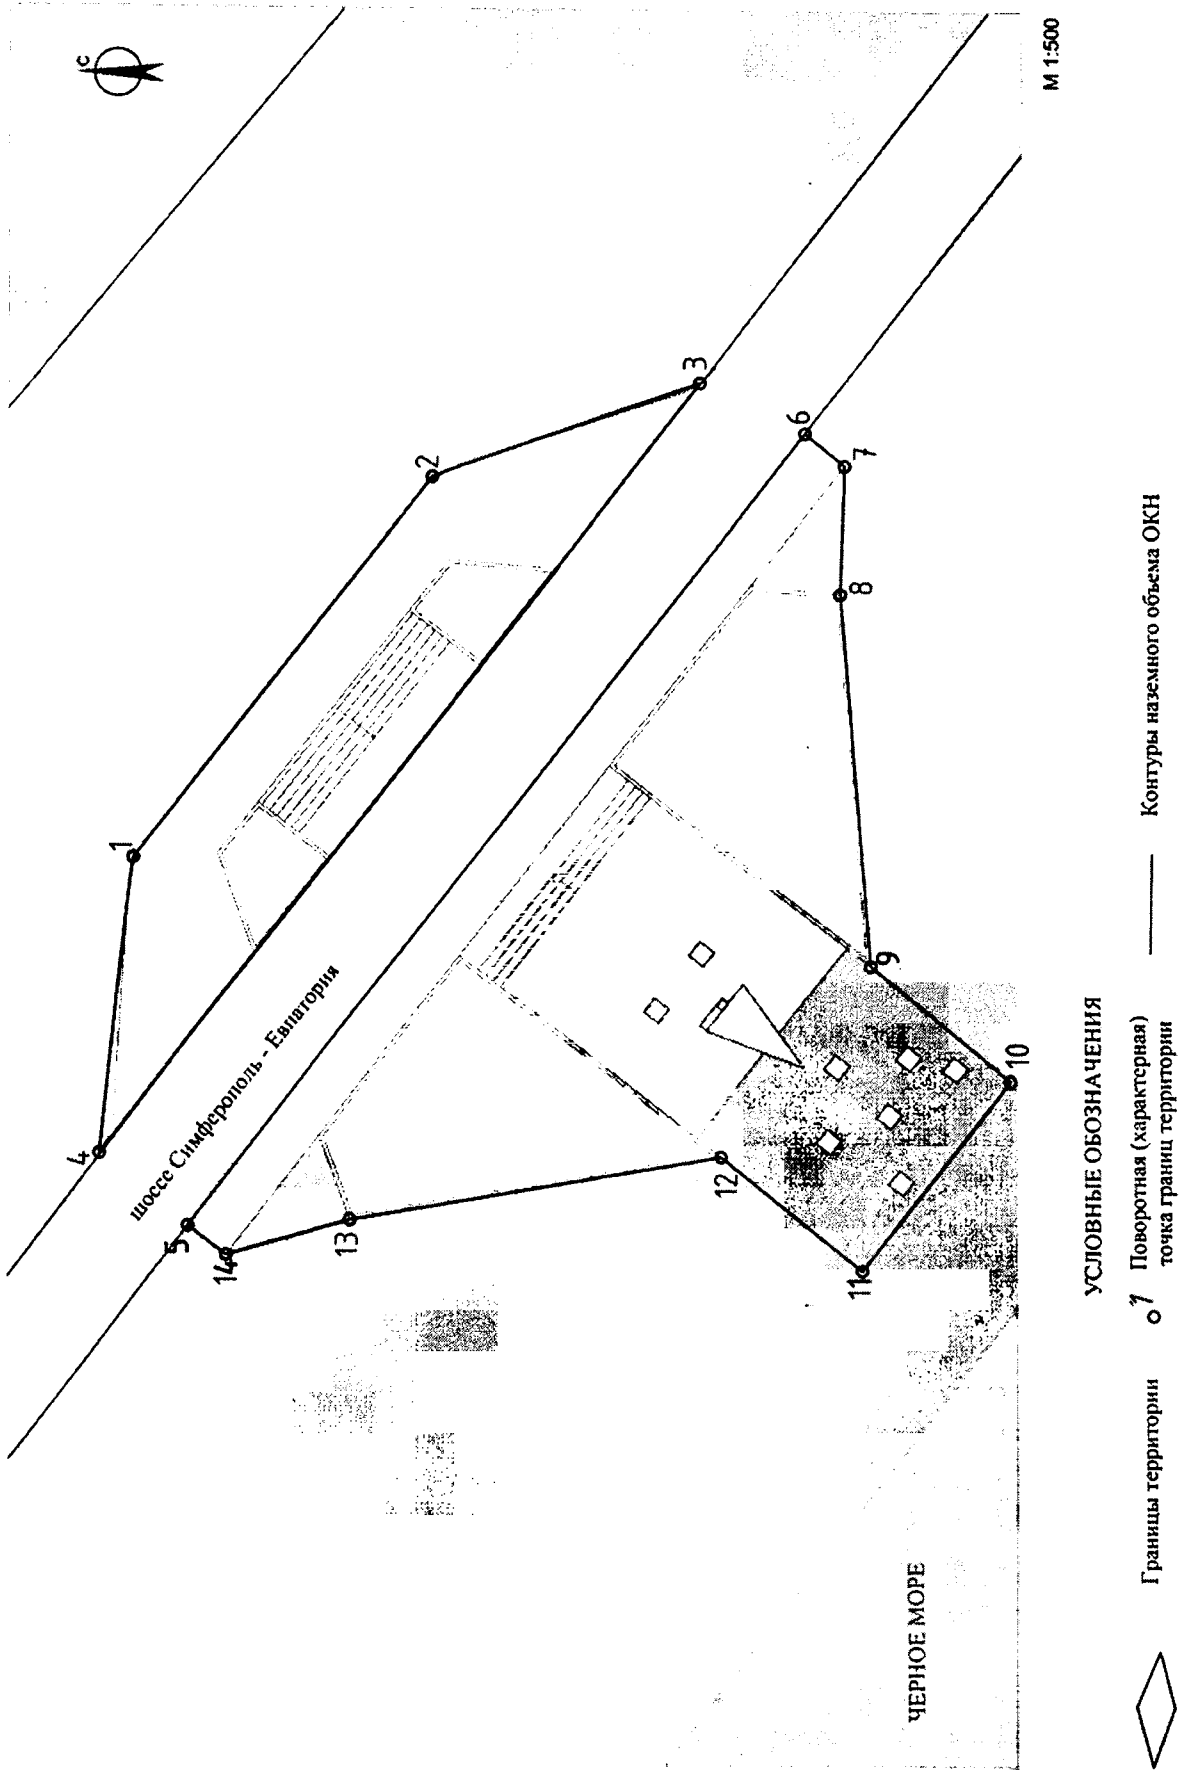 С
М 1:500
1
2
3
4
шоссе Симферополь - Евпатория
5
6
7
8
9
10
11
12
13
14
ЧЕРНОЕ МОРЕ
УСЛОВНЫЕ ОБОЗНАЧЕНИЯ
Границы территории
1 Поворотная (характерная)
точка границ территории
Контуры наземного объема ОКН